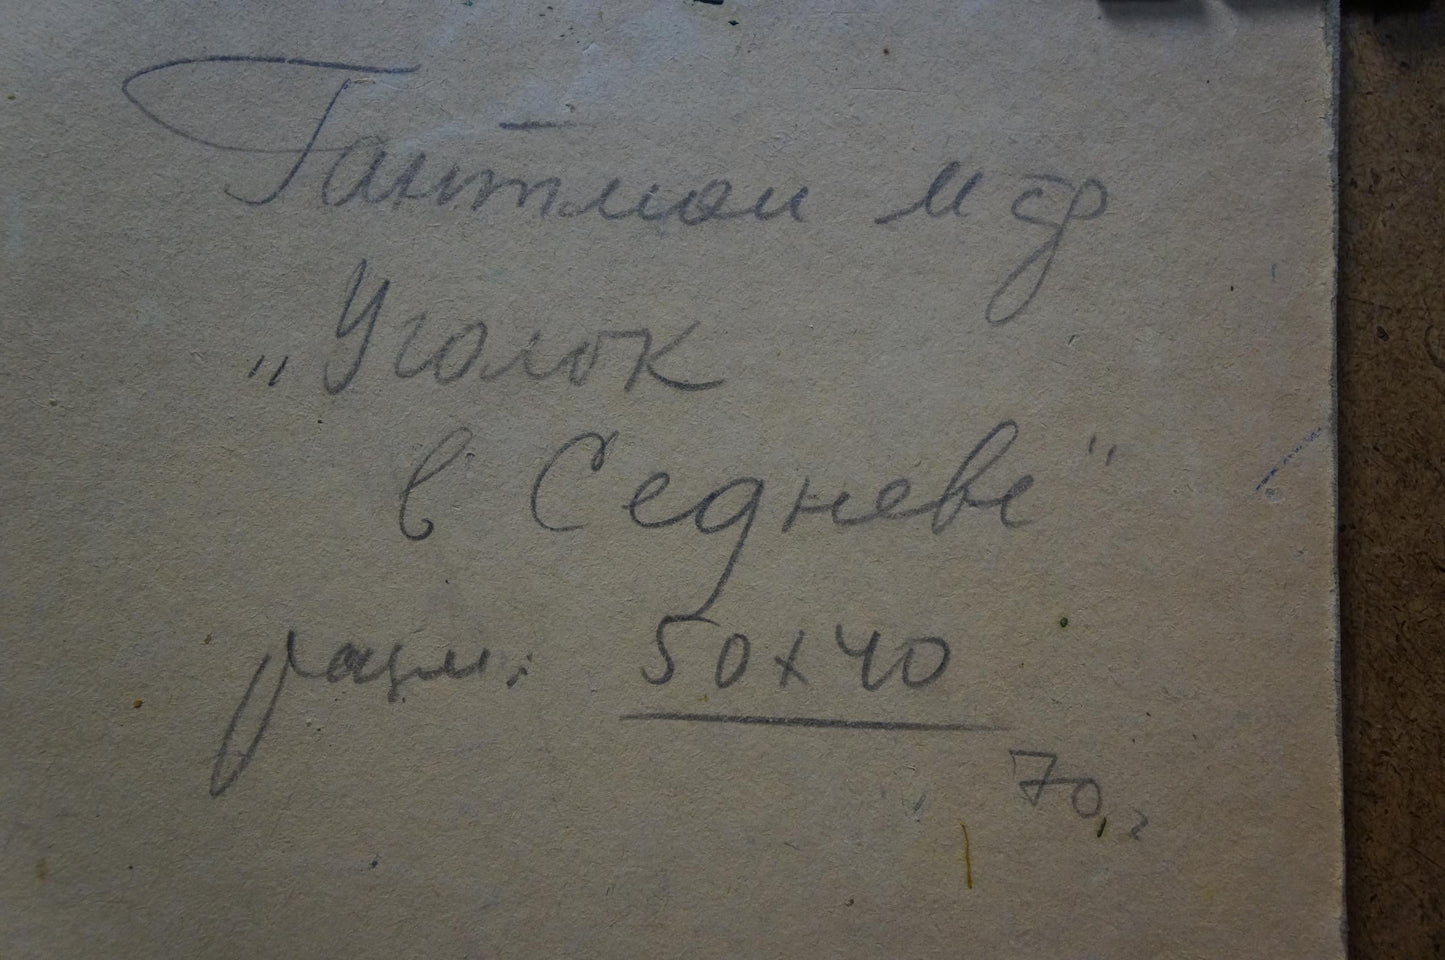 Гантман М Ф
„Уголок
в Седневе"
разм: 50х40
70 г